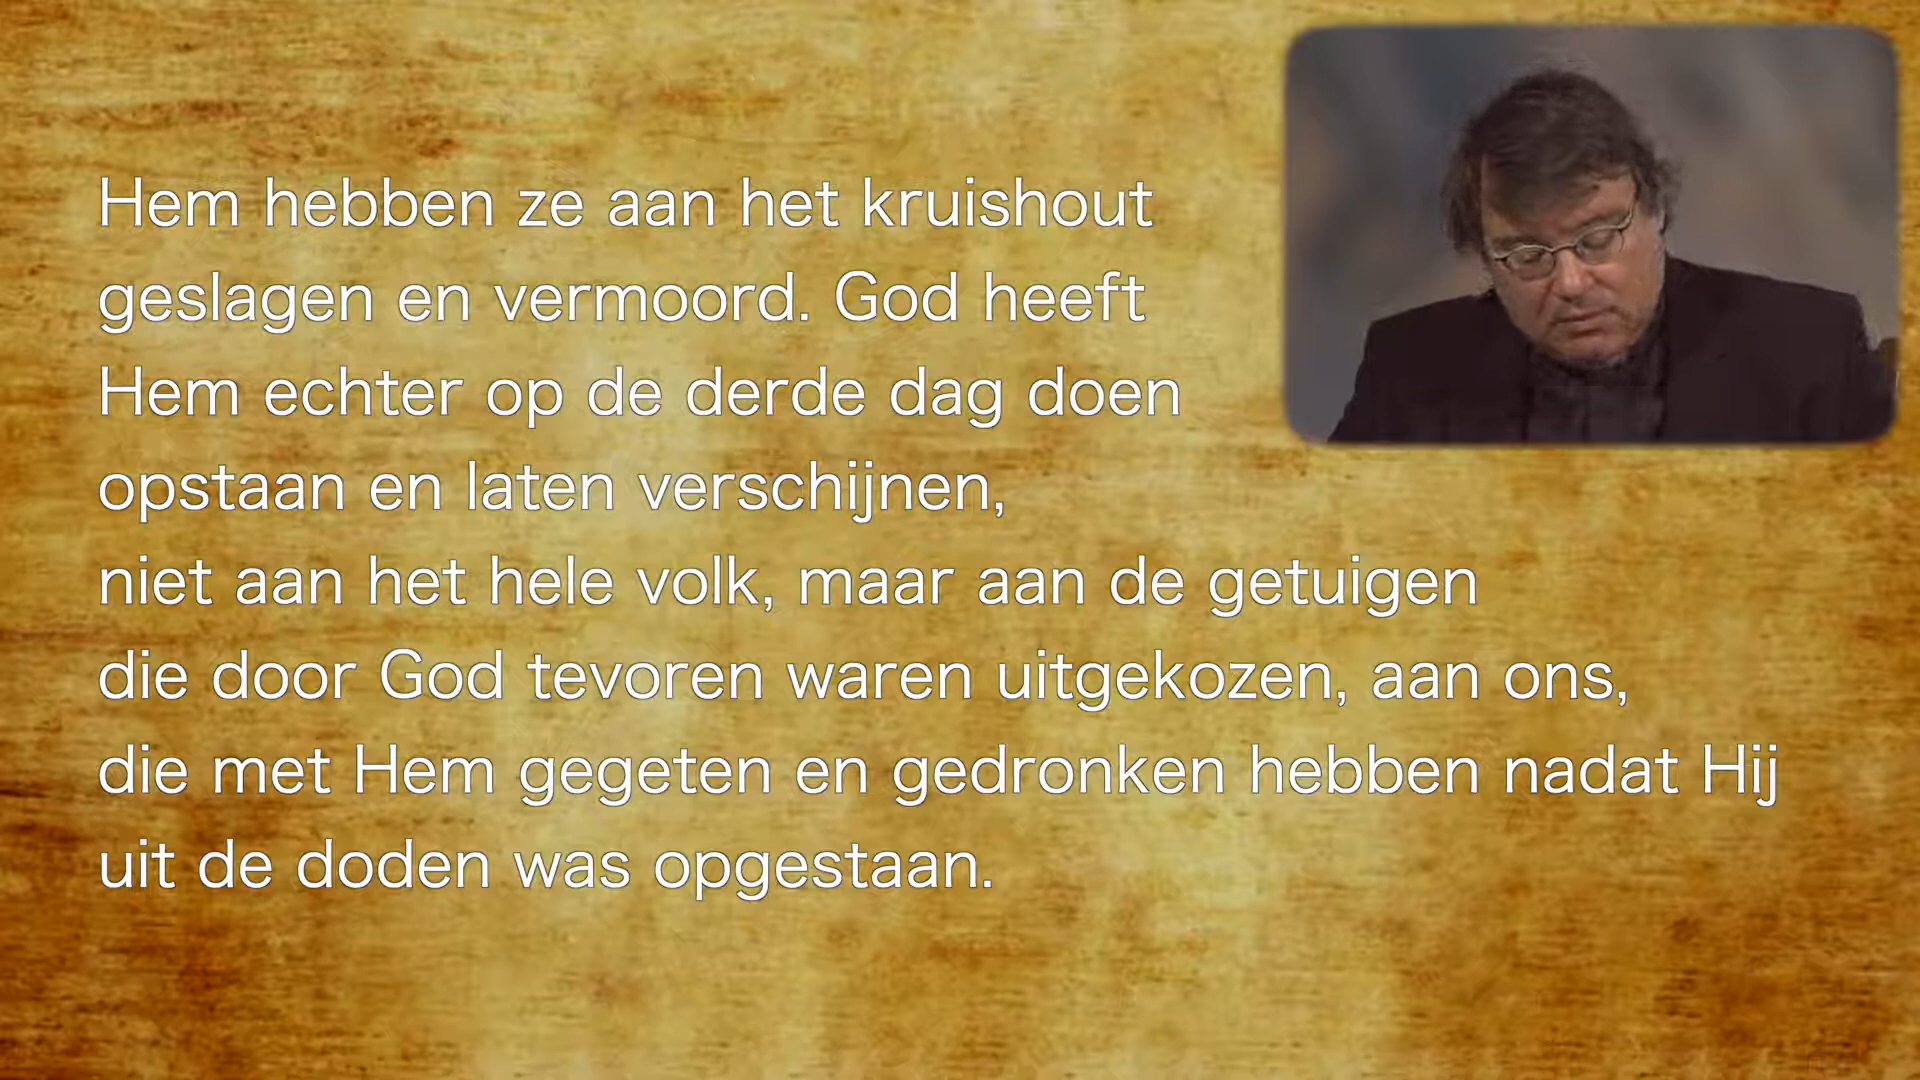 Hem hebben ze aan het kruishout
geslagen en vermoord. God heeft
Hem echter op de derde dag doen
opstaan en laten verschijnen,
niet aan het hele volk, maar aan de getuigen
die door God tevoren waren uitgekozen, aan ons,
die met Hem gegeten en gedronken hebben nadat Hij
uit de doden was opgestaan.